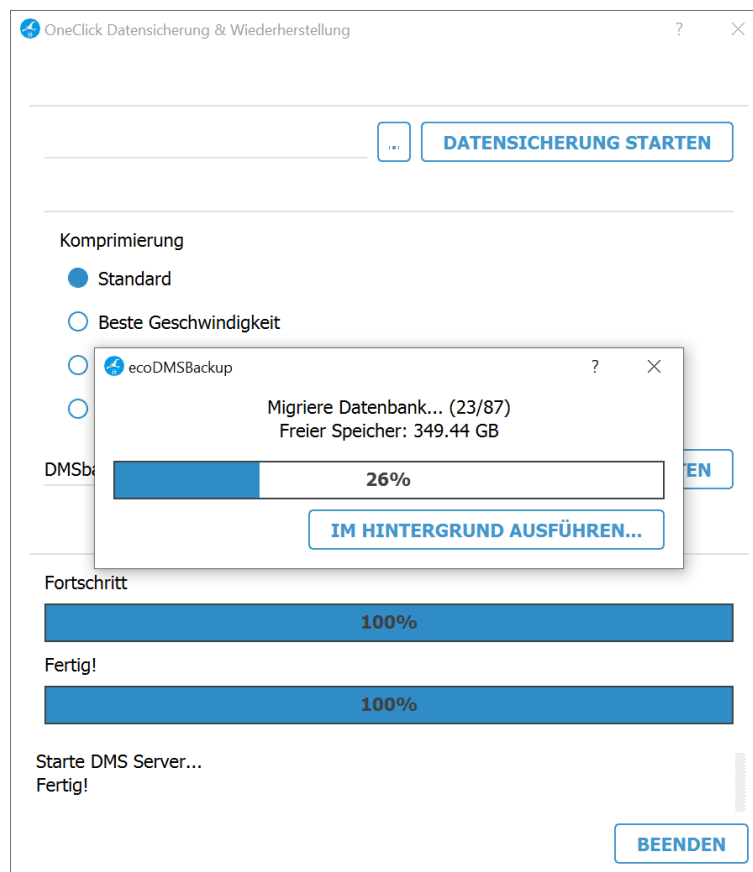 OneClick Datensicherung & Wiederherstellung
?
...
DATENSICHERUNG STARTEN
Komprimierung
Standard
Beste Geschwindigkeit
ecoDMSBackup
?
Migriere Datenbank... (23/87)
Freier Speicher: 349.44 GB
26%
IM HINTERGRUND AUSFÜHREN...
DMSba
EN
Fortschritt
100%
Fertig!
100%
Starte DMS Server...
Fertig!
BEENDEN